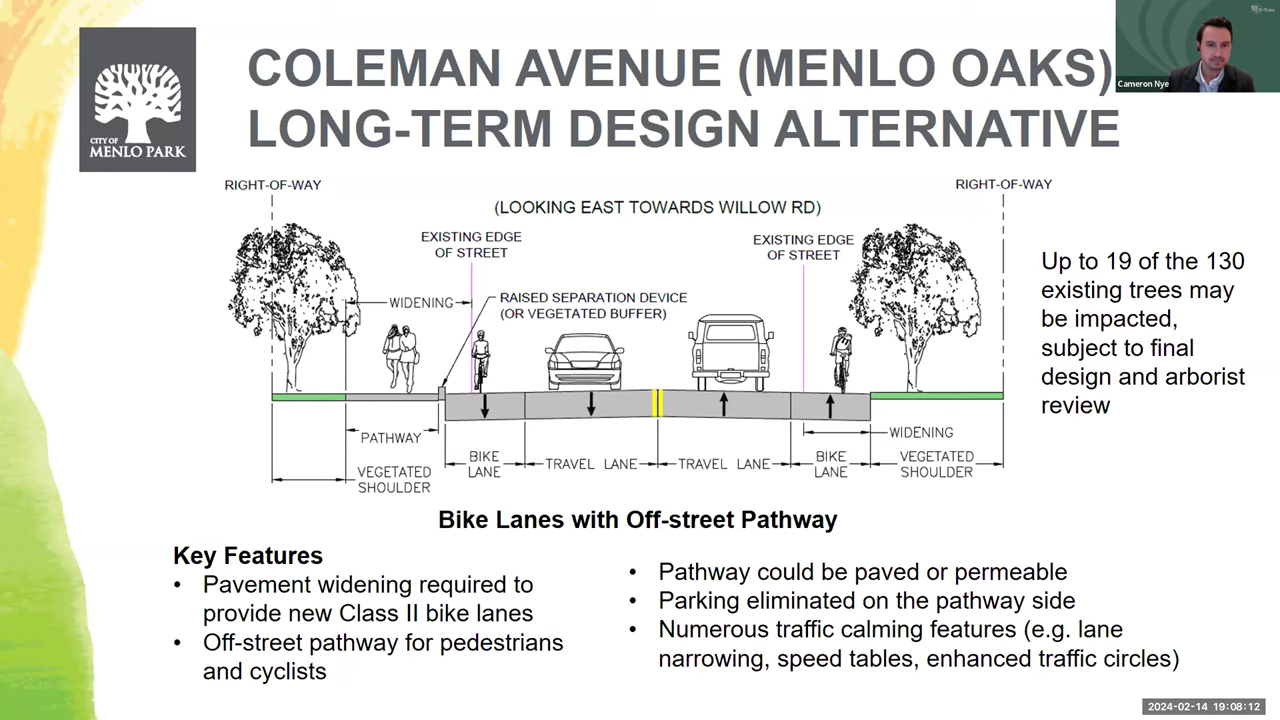 COLEMAN AVENUE (MENLO OAKS)
LONG-TERM DESIGN ALTERNATIVE
CITY OF
MENLO PARK
Cameron Nye
RIGHT-OF-WAY
RIGHT-OF-WAY
(LOOKING EAST TOWARDS WILLOW RD)
EXISTING EDGE
OF STREET
EXISTING EDGE
OF STREET
WIDENING
RAISED SEPARATION DEVICE
(OR VEGETATED BUFFER)
Up to 19 of the 130
existing trees may
be impacted,
subject to final
design and arborist
review
PATHWAY
WIDENING
VEGETATED
SHOULDER
BIKE
LANE
TRAVEL LANE
TRAVEL LANE
BIKE
LANE
VEGETATED
SHOULDER
Bike Lanes with Off-street Pathway
Key Features
• Pavement widening required to
provide new Class II bike lanes
• Off-street pathway for pedestrians
and cyclists
• Pathway could be paved or permeable
• Parking eliminated on the pathway side
• Numerous traffic calming features (e.g. lane
narrowing, speed tables, enhanced traffic circles)
2024-02-14 19:08:12